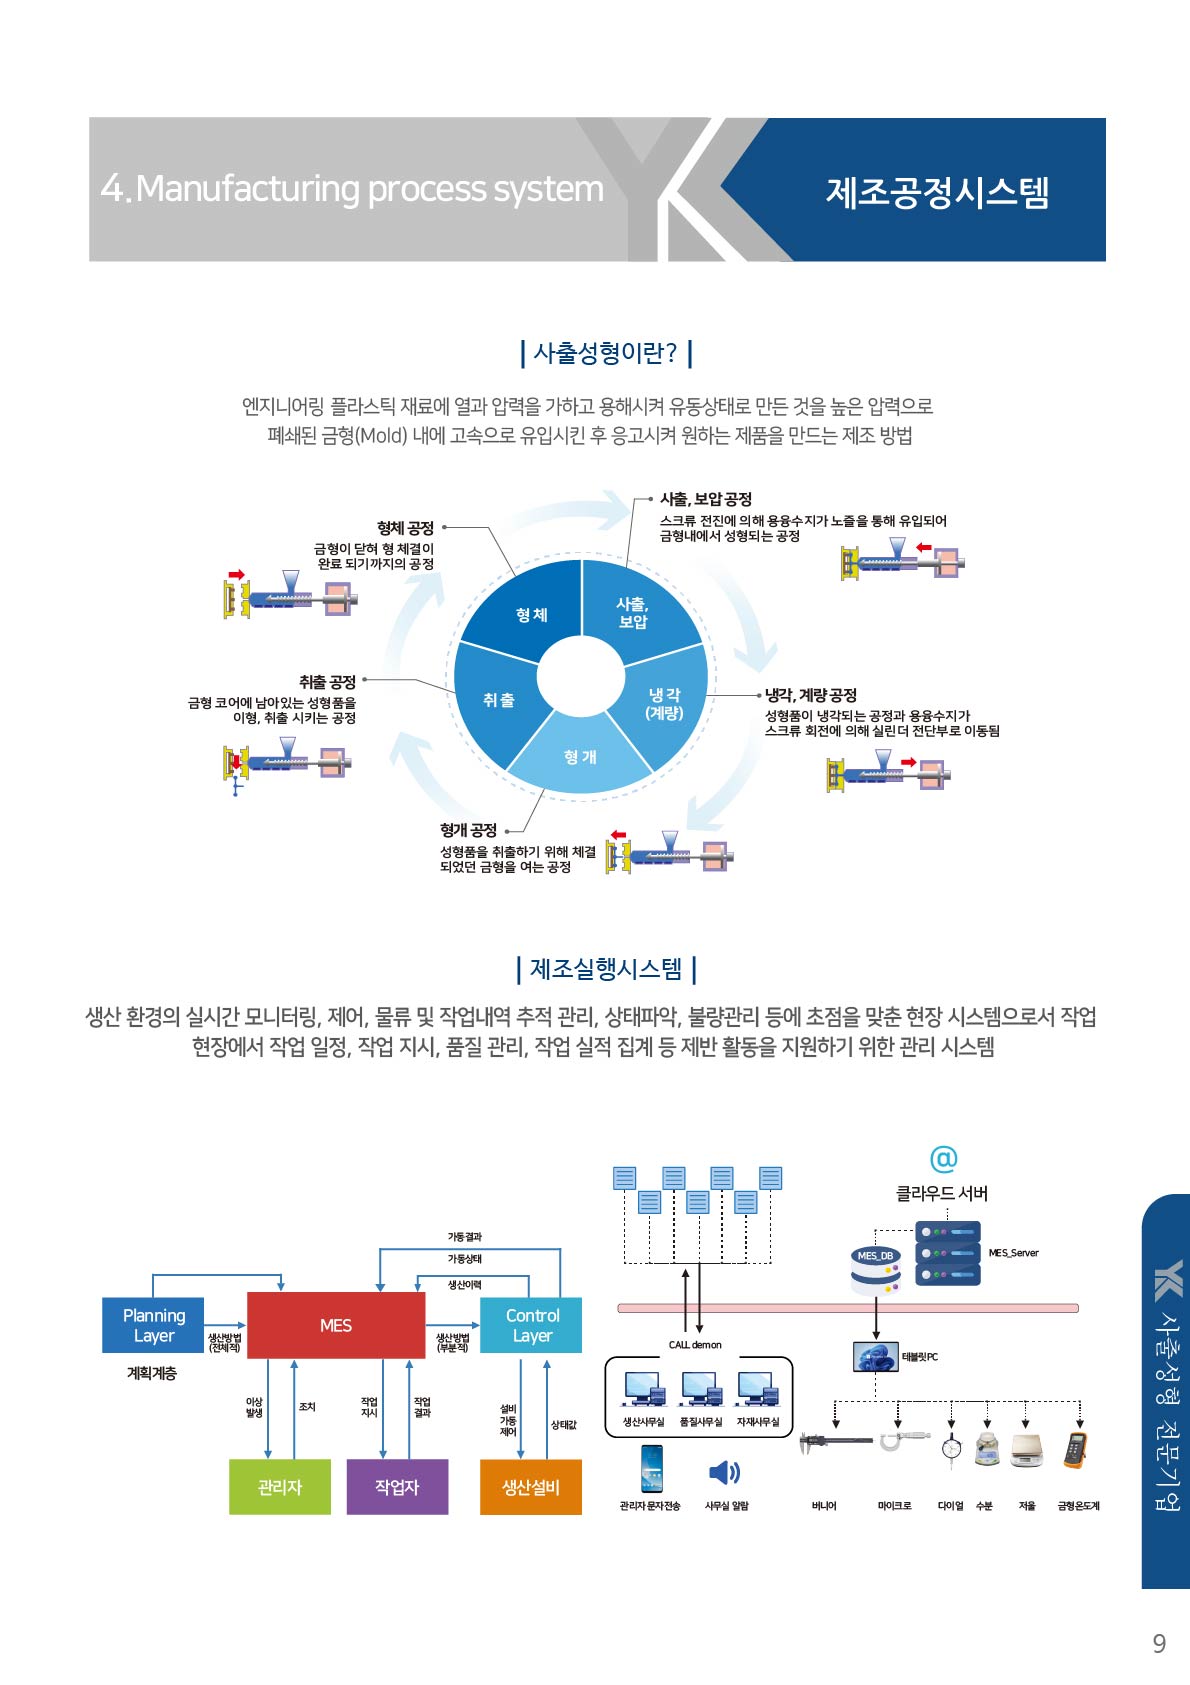 4. Manufacturing process system
YK
제조공정시스템
사출성형이란?
엔지니어링 플라스틱 재료에 열과 압력을 가하고 용해시켜 유동상태로 만든 것을 높은 압력으로
폐쇄된 금형(Mold) 내에 고속으로 유입시킨 후 응고시켜 원하는 제품을 만드는 제조 방법
사출, 보압 공정
스크류 전진에 의해 용융수지가 노즐을 통해 유입되어
금형내에서 성형되는 공정
형체 공정
금형이 닫혀 형 체결이
완료 되기까지의 공정
형 체
사출,
보압
냉 각
(계량)
형 개
취 출
취출 공정
금형 코어에 남아있는 성형품을
이형, 취출 시키는 공정
냉각, 계량 공정
성형품이 냉각되는 공정과 용융수지가
스크류 회전에 의해 실린더 전단부로 이동됨
형개 공정
성형품을 취출하기 위해 체결
되었던 금형을 여는 공정
제조실행시스템
생산 환경의 실시간 모니터링, 제어, 물류 및 작업내역 추적 관리, 상태파악, 불량관리 등에 초점을 맞춘 현장 시스템으로서 작업
현장에서 작업 일정, 작업 지시, 품질 관리, 작업 실적 집계 등 제반 활동을 지원하기 위한 관리 시스템
가동결과
가동상태
생산이력
Planning
Layer
생산방법
(전체적)
MES
생산방법
(부분적)
Control
Layer
계획계층
이상
발생
조치
작업
지시
작업
결과
설비
가동
제어
상태값
관리자
작업자
생산설비
@
클라우드 서버
MES_DB
MES_Server
CALL demon
테블릿PC
생산사무실
품질사무실
자재사무실
관리자 문자 전송
사무실 알람
버니어
마이크로
다이얼
수분
저울
금형온도계
YK 사출성형 전문기업
9